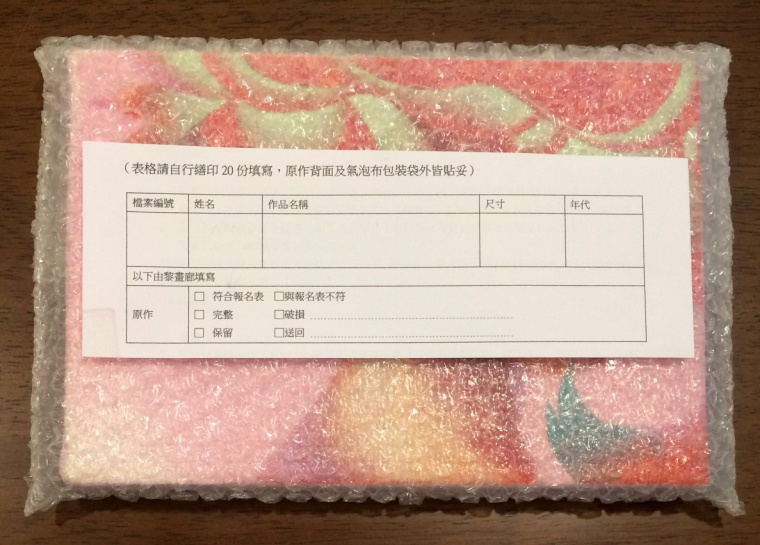 （表格請自行繕印 20 份填寫，原作背面及氣泡布包裝袋外皆貼妥）
檔案編號 姓名 作品名稱 尺寸 年代
以下由黎畫廊填寫
原作
□ 符合報名表 □與報名表不符
□ 完整 □破損
□ 保留 □送回